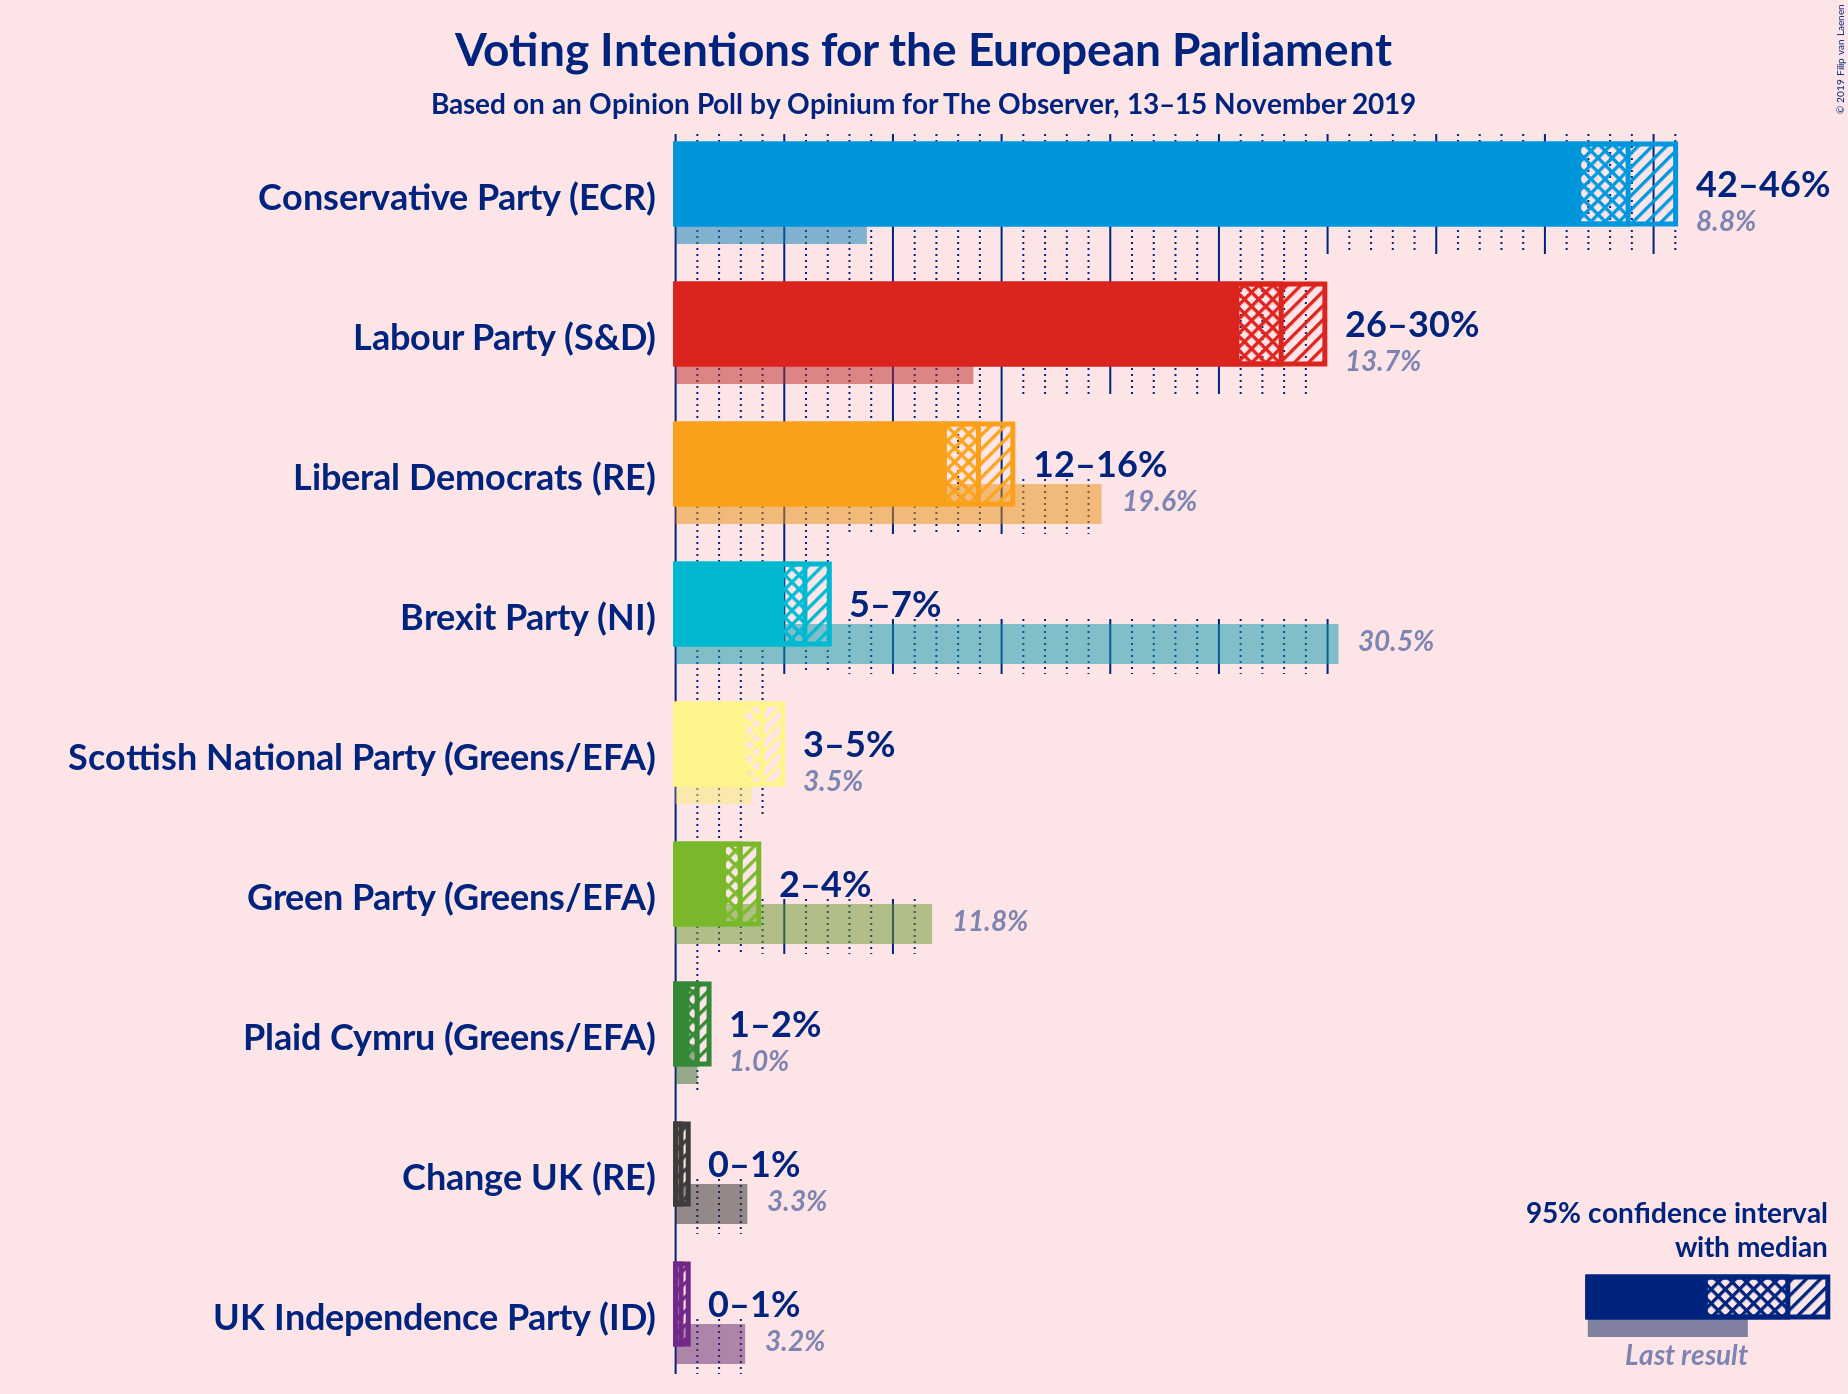 Voting Intentions for the European Parliament
Based on an Opinion Poll by Opinium for The Observer, 13–15 November 2019
© 2019 Filip van Laenen
Conservative Party (ECR)
42–46%
8.8%
Labour Party (S&D)
26–30%
13.7%
Liberal Democrats (RE)
12–16%
19.6%
Brexit Party (NI)
5–7%
30.5%
Scottish National Party (Greens/EFA)
3–5%
3.5%
Green Party (Greens/EFA)
2–4%
11.8%
Plaid Cymru (Greens/EFA)
1–2%
1.0%
Change UK (RE)
0–1%
3.3%
UK Independence Party (ID)
0–1%
3.2%
95% confidence interval
with median
Last result